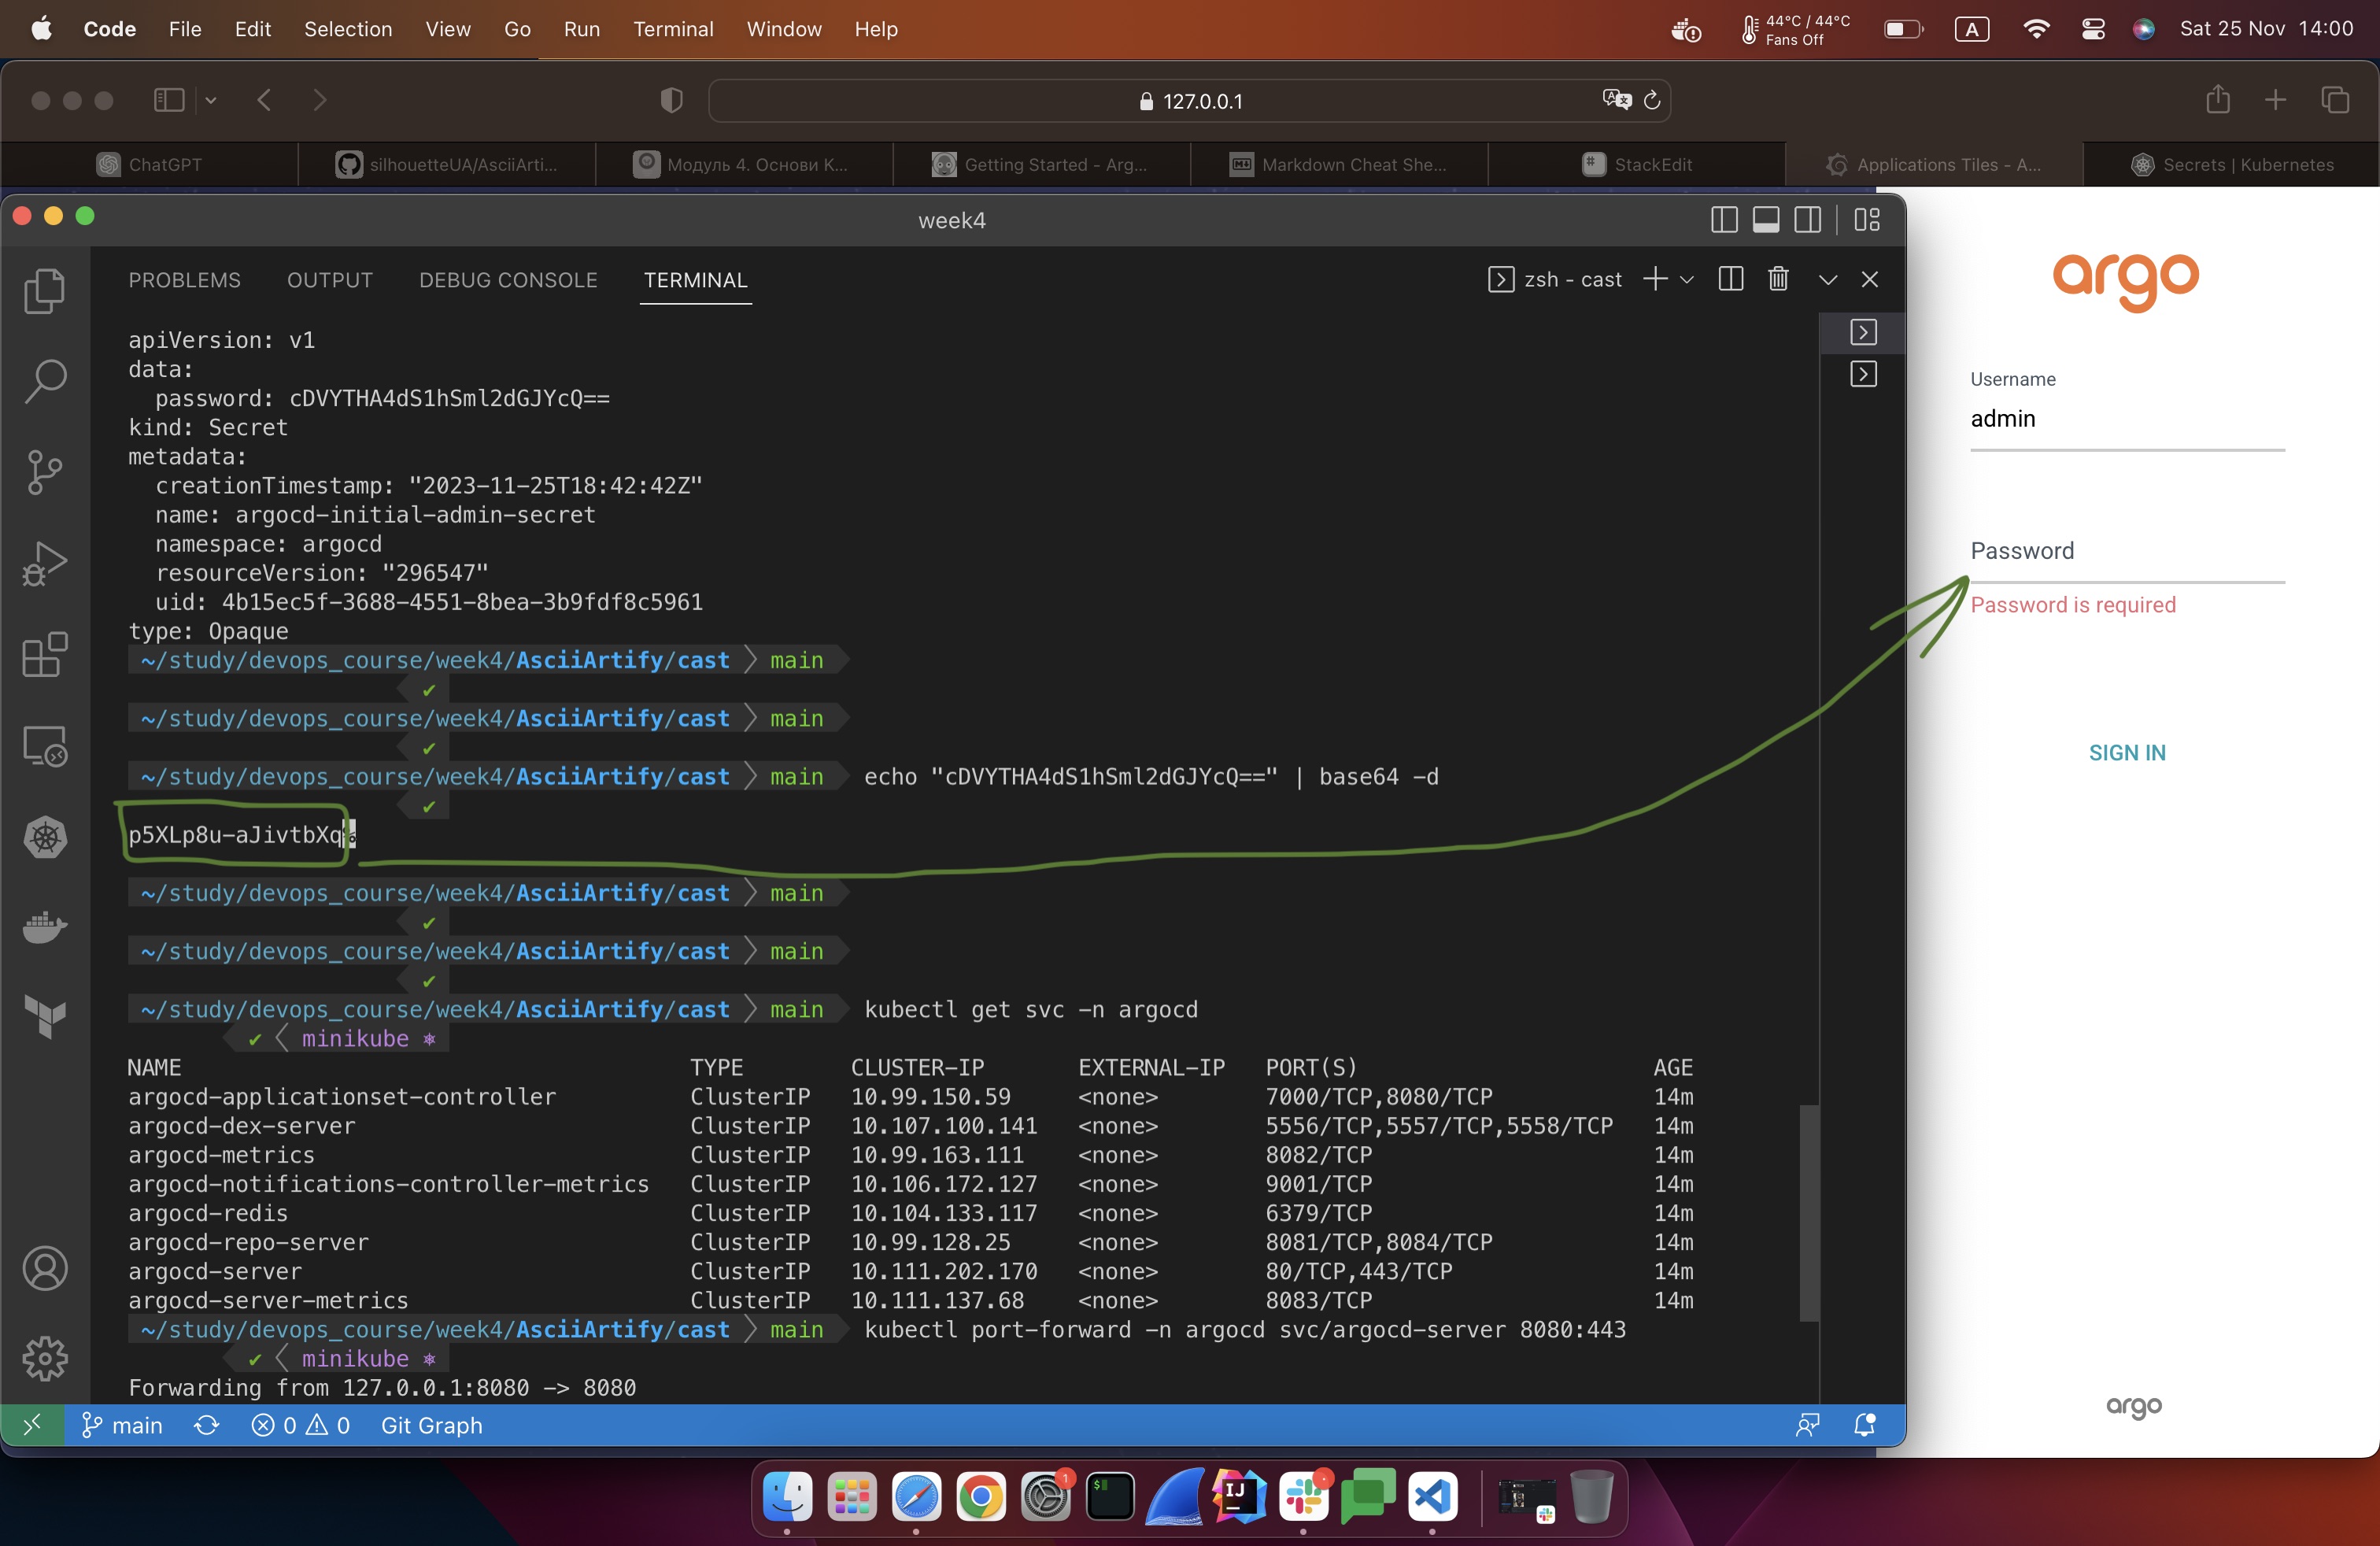 Code File Edit Selection View Go Run Terminal Window Help 44°C / 44°C Fans Off A Sat 25 Nov 14:00
127.0.0.1
ChatGPT silhouetteUA/AsciiArti... Модуль 4. Основи K... Getting Started - Arg... Markdown Cheat She... StackEdit Applications Tiles - A... Secrets | Kubernetes
week4
PROBLEMS OUTPUT DEBUG CONSOLE TERMINAL zsh - cast
apiVersion: v1
data:
password: cDVYTHA4dS1hSml2dGJYcQ==
kind: Secret
metadata:
creationTimestamp: "2023-11-25T18:42:42Z"
name: argocd-initial-admin-secret
namespace: argocd
resourceVersion: "296547"
uid: 4b15ec5f-3688-4551-8bea-3b9fdf8c5961
type: Opaque
~/study/devops_course/week4/AsciiArtify/cast main
✔
~/study/devops_course/week4/AsciiArtify/cast main
✔
~/study/devops_course/week4/AsciiArtify/cast main echo "cDVYTHA4dS1hSml2dGJYcQ==" | base64 -d
✔
p5XLp8u-aJivtbXq%
~/study/devops_course/week4/AsciiArtify/cast main
✔
~/study/devops_course/week4/AsciiArtify/cast main
✔
~/study/devops_course/week4/AsciiArtify/cast main kubectl get svc -n argocd
✔ minikube ⎈
NAME TYPE CLUSTER-IP EXTERNAL-IP PORT(S) AGE
argocd-applicationset-controller ClusterIP 10.99.150.59 <none> 7000/TCP,8080/TCP 14m
argocd-dex-server ClusterIP 10.107.100.141 <none> 5556/TCP,5557/TCP,5558/TCP 14m
argocd-metrics ClusterIP 10.99.163.111 <none> 8082/TCP 14m
argocd-notifications-controller-metrics ClusterIP 10.106.172.127 <none> 9001/TCP 14m
argocd-redis ClusterIP 10.104.133.117 <none> 6379/TCP 14m
argocd-repo-server ClusterIP 10.99.128.25 <none> 8081/TCP,8084/TCP 14m
argocd-server ClusterIP 10.111.202.170 <none> 80/TCP,443/TCP 14m
argocd-server-metrics ClusterIP 10.111.137.68 <none> 8083/TCP 14m
~/study/devops_course/week4/AsciiArtify/cast main kubectl port-forward -n argocd svc/argocd-server 8080:443
✔ minikube ⎈
Forwarding from 127.0.0.1:8080 -> 8080
main 0 0 Git Graph
argo
Username
admin
Password
Password is required
SIGN IN
argo
1
$
IJ